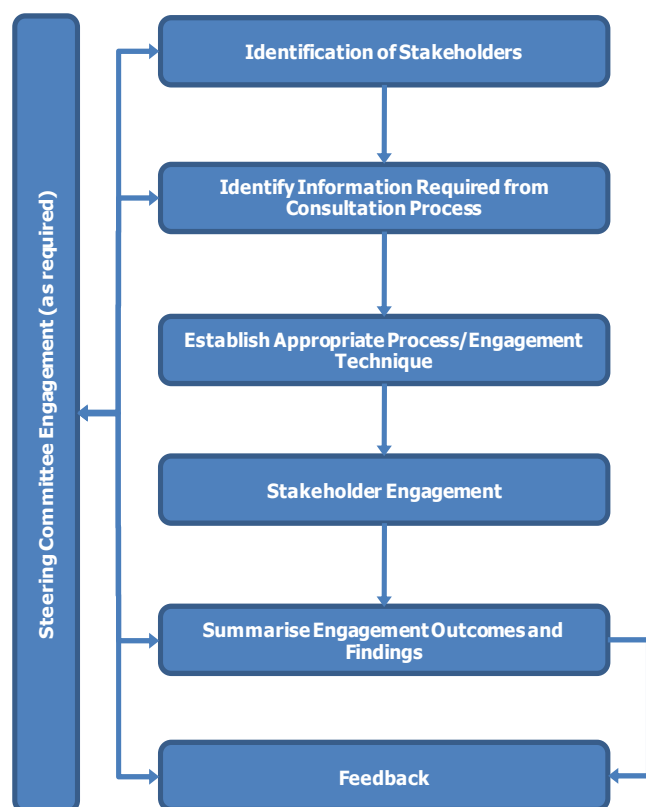 Steering Committee Engagement (as required)
Identification of Stakeholders
Identify Information Required from
Consultation Process
Establish Appropriate Process/Engagement
Technique
Stakeholder Engagement
Summarise Engagement Outcomes and
Findings
Feedback